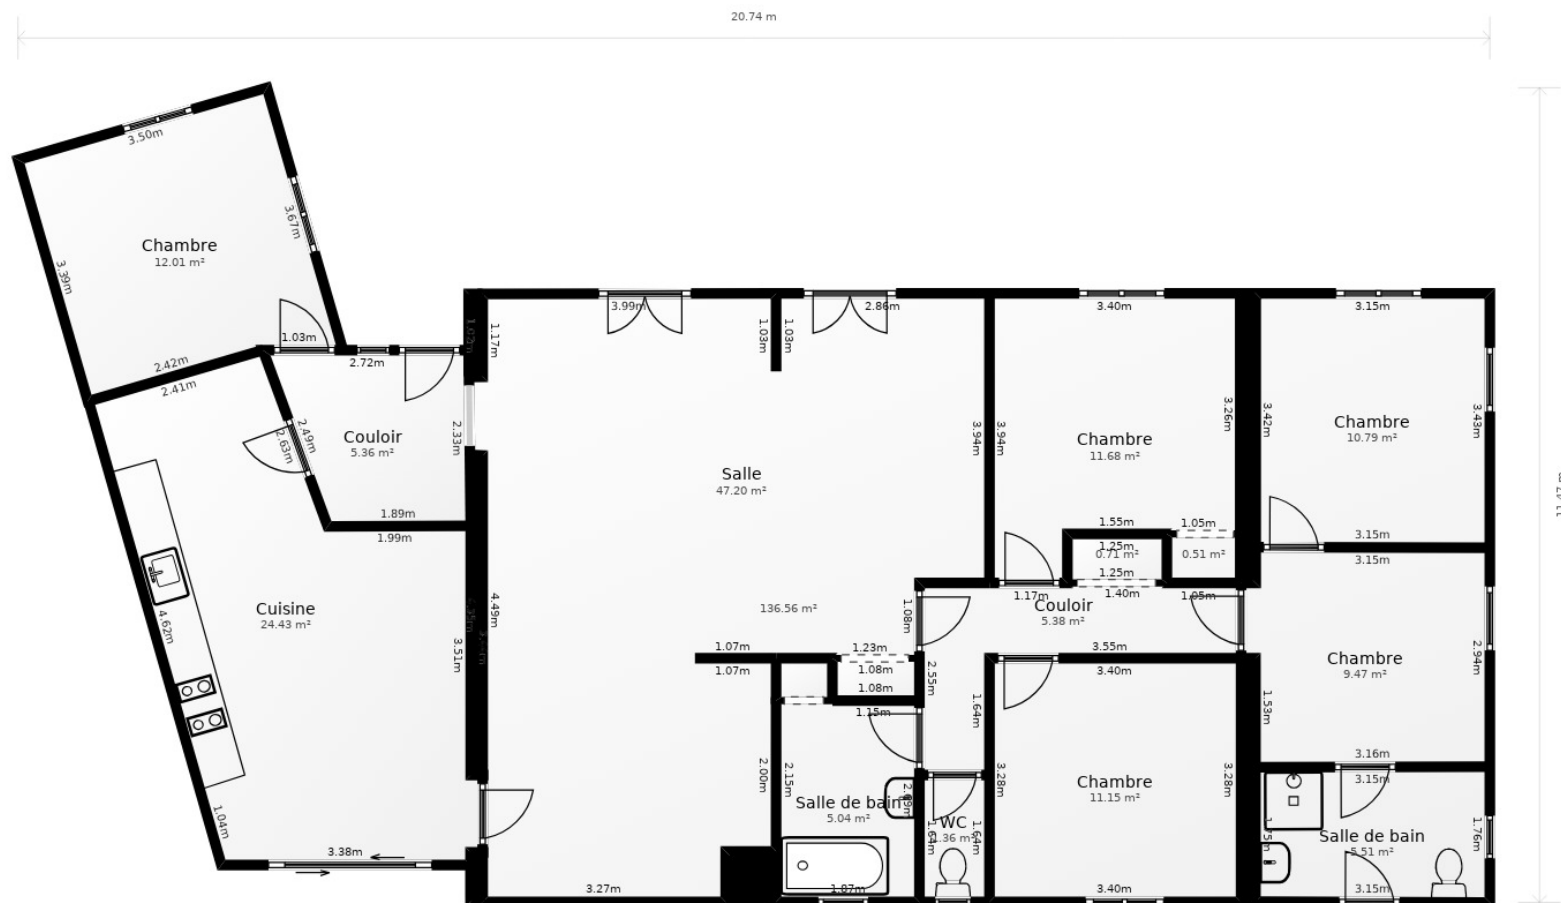 20.74 m
3.50m
3.67m
Chambre
12.01 m²
3.39m
1.03m
2.42m
2.41m
2.72m
1.17m
3.99m
1.03m
1.03m
2.86m
3.40m
3.15m
2.49m
2.63m
Couloir
5.36 m²
2.33m
3.94m
3.94m
3.26m
3.42m
3.43m
Chambre
10.79 m²
Chambre
11.68 m²
Salle
47.20 m²
1.89m
1.99m
1.55m
1.05m
1.25m
0.71 m²
0.51 m²
1.25m
3.15m
3.15m
1.17m
1.40m
1.05m
Cuisine
24.43 m²
4.62m
4.49m
3.51m
136.56 m²
1.08m
Couloir
5.38 m²
3.55m
1.07m
1.07m
1.23m
1.08m
1.08m
1.15m
2.55m
1.64m
3.40m
Chambre
9.47 m²
2.94m
1.53m
3.16m
3.15m
2.00m
2.15m
3.28m
3.28m
Chambre
11.15 m²
Salle de bain
5.04 m²
WC
1.64m
1.64m
Salle de bain
5.51 m²
1.76m
1.04m
3.38m
3.27m
1.87m
3.40m
3.15m